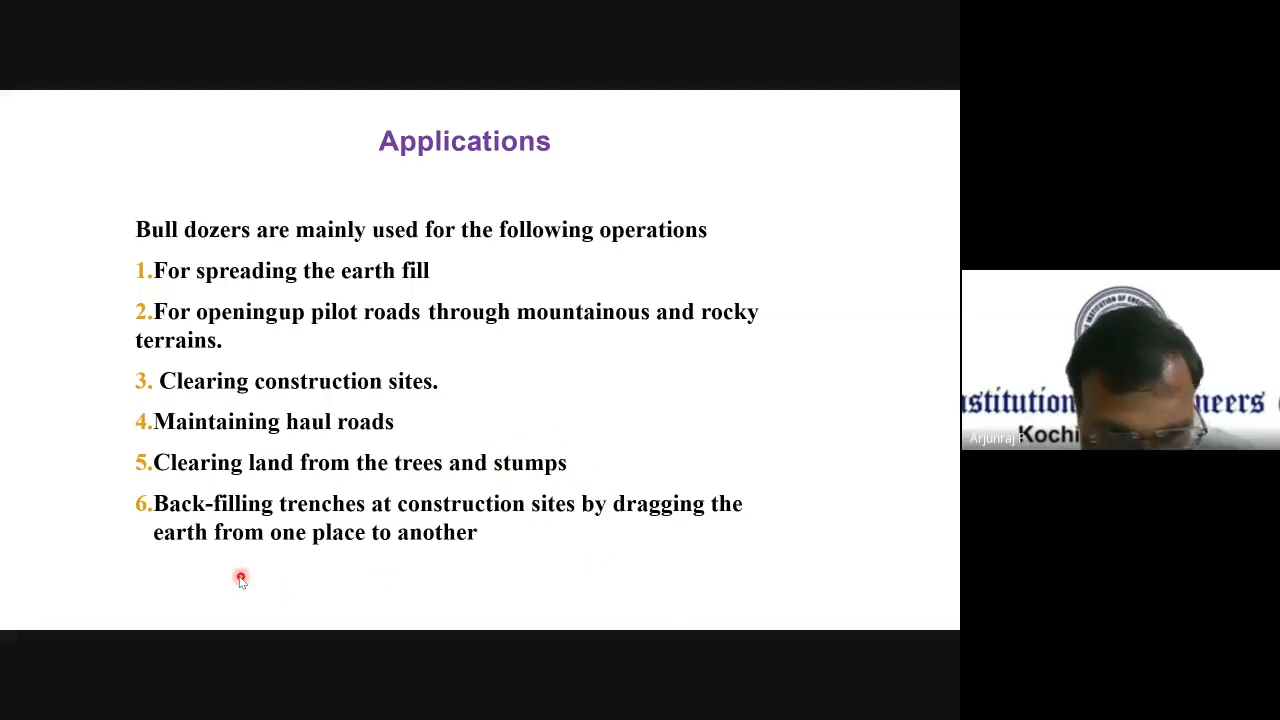 Applications
Bull dozers are mainly used for the following operations
1.For spreading the earth fill
2.For openingup pilot roads through mountainous and rocky
terrains.
3. Clearing construction sites.
4.Maintaining haul roads
5.Clearing land from the trees and stumps
6.Back-filling trenches at construction sites by dragging the
earth from one place to another
Kochi
Arjunraj